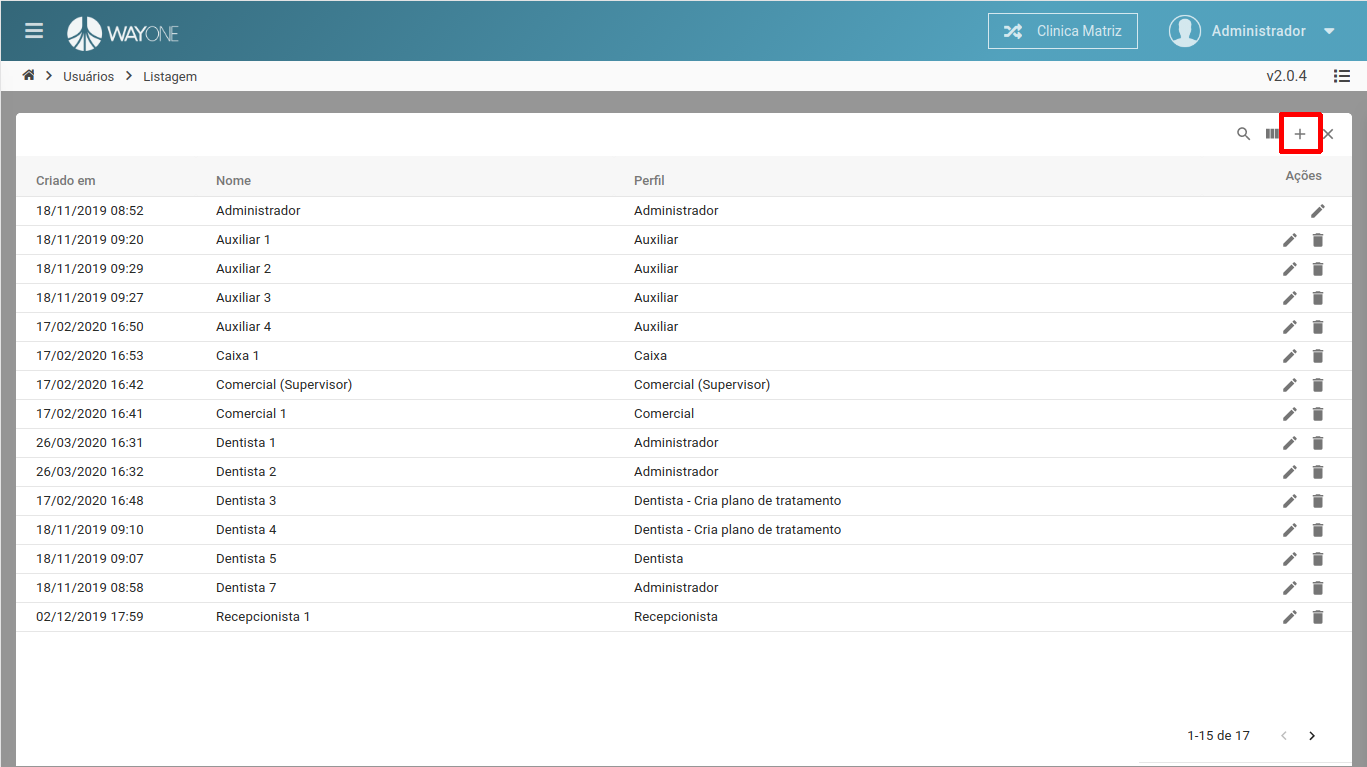 WAYONE
Clinica Matriz
Administrador
Usuários
Listagem
v2.0.4
Criado em Nome Perfil Ações
18/11/2019 08:52 Administrador Administrador
18/11/2019 09:20 Auxiliar 1 Auxiliar
18/11/2019 09:29 Auxiliar 2 Auxiliar
18/11/2019 09:27 Auxiliar 3 Auxiliar
17/02/2020 16:50 Auxiliar 4 Auxiliar
17/02/2020 16:53 Caixa 1 Caixa
17/02/2020 16:42 Comercial (Supervisor) Comercial (Supervisor)
17/02/2020 16:41 Comercial 1 Comercial
26/03/2020 16:31 Dentista 1 Administrador
26/03/2020 16:32 Dentista 2 Administrador
17/02/2020 16:48 Dentista 3 Dentista - Cria plano de tratamento
18/11/2019 09:10 Dentista 4 Dentista - Cria plano de tratamento
18/11/2019 09:07 Dentista 5 Dentista
18/11/2019 08:58 Dentista 7 Administrador
02/12/2019 17:59 Recepcionista 1 Recepcionista
1-15 de 17